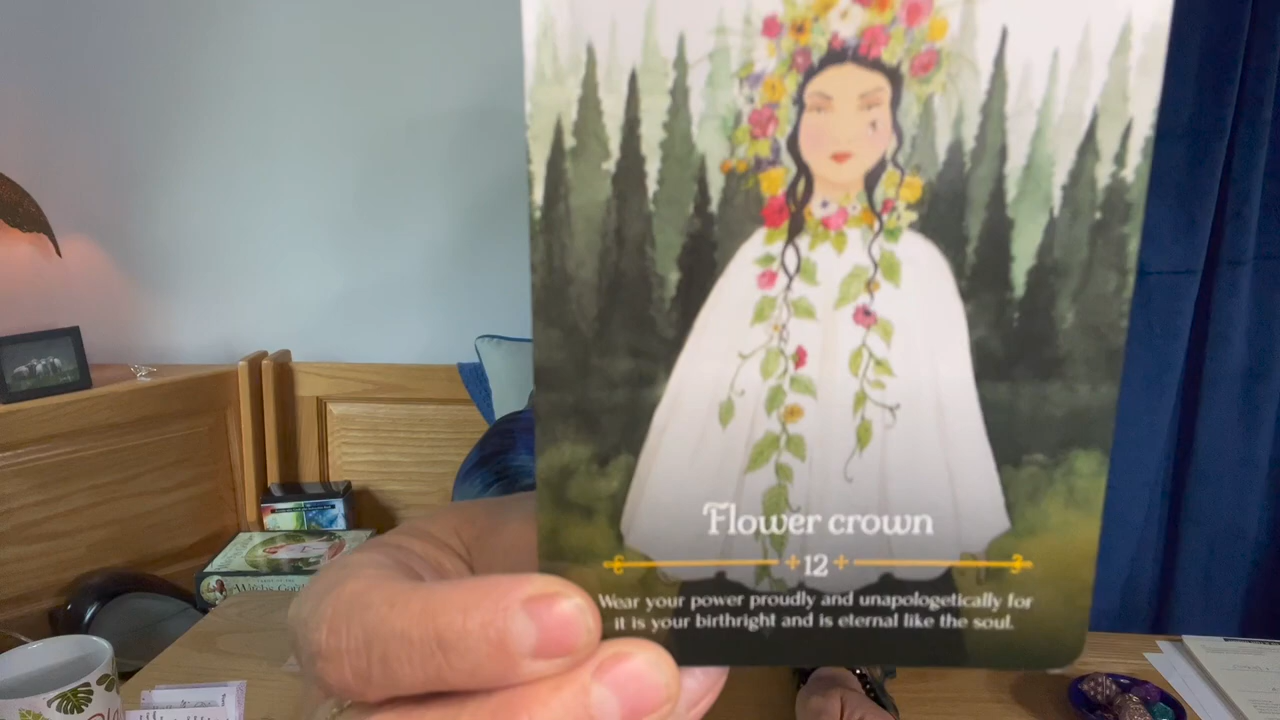 Flower crown
12
Wear your power proudly and unapologetically for
it is your birthright and is eternal like the soul.